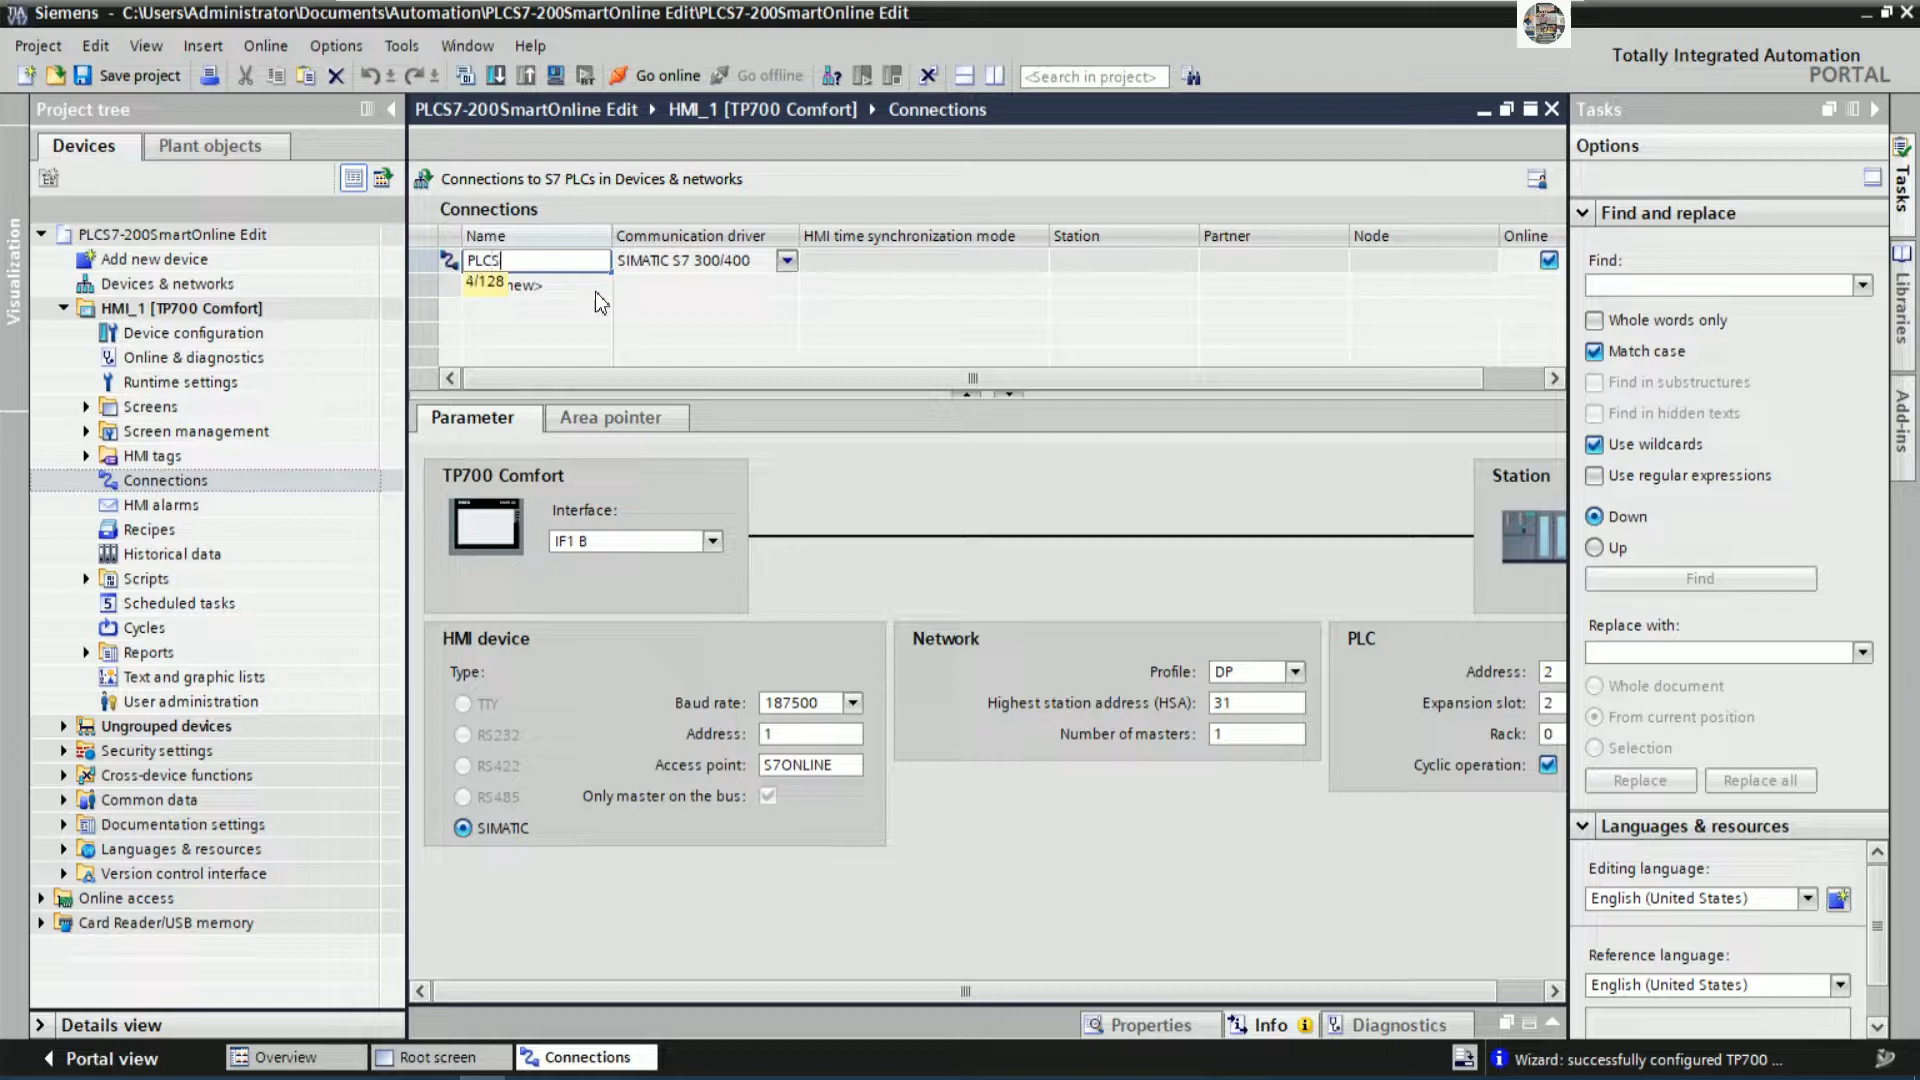 Siemens - C:\Users\Administrator\Documents\Automation\PLCS7-200SmartOnline Edit\PLCS7-200SmartOnline Edit
Project Edit View Insert Online Options Tools Window Help
Totally Integrated Automation
PORTAL
Save project
Go online
Go offline
<Search in project>
Project tree
PLCS7-200SmartOnline Edit HMI_1 [TP700 Comfort] Connections
Tasks
Devices
Plant objects
Options
Visualization
Connections to S7 PLCs in Devices & networks
Connections
Name Communication driver HMI time synchronization mode Station Partner Node Online
PLCS SIMATIC S7 300/400
4/128 new>
PLCS7-200SmartOnline Edit
Add new device
Devices & networks
HMI_1 [TP700 Comfort]
Device configuration
Online & diagnostics
Runtime settings
Screens
Screen management
HMI tags
Connections
HMI alarms
Recipes
Historical data
Scripts
Scheduled tasks
Cycles
Reports
Text and graphic lists
User administration
Ungrouped devices
Security settings
Cross-device functions
Common data
Documentation settings
Languages & resources
Version control interface
Online access
Card Reader/USB memory
Details view
Parameter
Area pointer
TP700 Comfort
Interface:
IF1 B
Station
HMI device
Type:
TTY
RS232
RS422
RS485
SIMATIC
Baud rate: 187500
Address: 1
Access point: S7ONLINE
Only master on the bus:
Network
Profile: DP
Highest station address (HSA): 31
Number of masters: 1
PLC
Address: 2
Expansion slot: 2
Rack: 0
Cyclic operation:
Find and replace
Find:
Whole words only
Match case
Find in substructures
Find in hidden texts
Use wildcards
Use regular expressions
Down
Up
Find
Replace with:
Whole document
From current position
Selection
Replace
Replace all
Languages & resources
Editing language:
English (United States)
Reference language:
English (United States)
Tasks
Libraries
Add-ins
Properties
Info
Diagnostics
Portal view
Overview
Root screen
Connections
Wizard: successfully configured TP700 ...